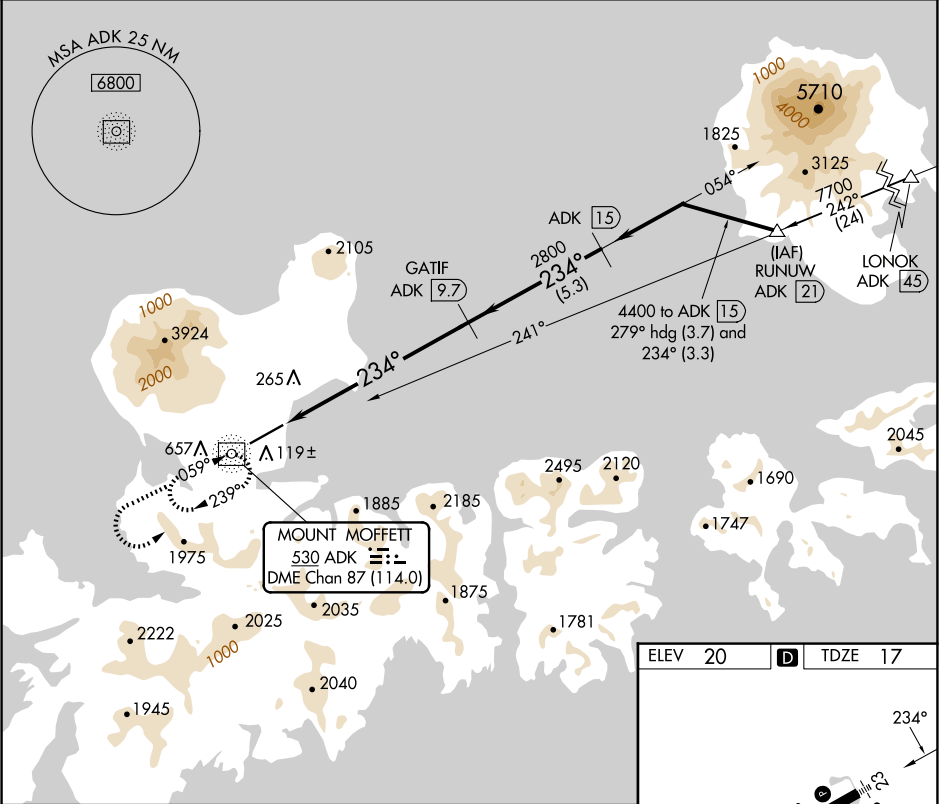 MSA ADK 25 NM
6800
1000
5710
4000
1825
3125
054°
7700
242°
(24)
ADK 15
2800
234°
(5.3)
(IAF)
RUNUW
ADK 21
LONOK
ADK 45
2105
GATIF
ADK 9.7
4400 to ADK 15
279° hdg (3.7) and
234° (3.3)
241°
1000
3924
2000
234°
265
657
119±
059°
239°
2045
2495
2120
1690
1885
2185
1747
MOUNT MOFFETT
530 ADK
DME Chan 87 (114.0)
1975
1875
2035
2025
2222
1000
1781
2040
1945
ELEV 20 D TDZE 17
234°
P
23